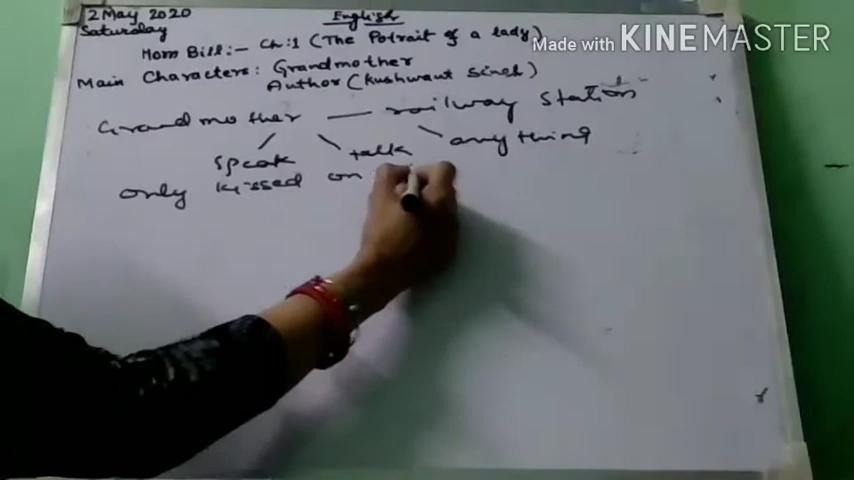 2 May 2020
English
Saturday
Horn Bill:- Ch:1 (The Potrait of a lady)
Main Characters: Grandmother
Author (Kushwant Singh)
Grandmother — railway station
speak talk anything
only kissed on
Made with KINEMASTER